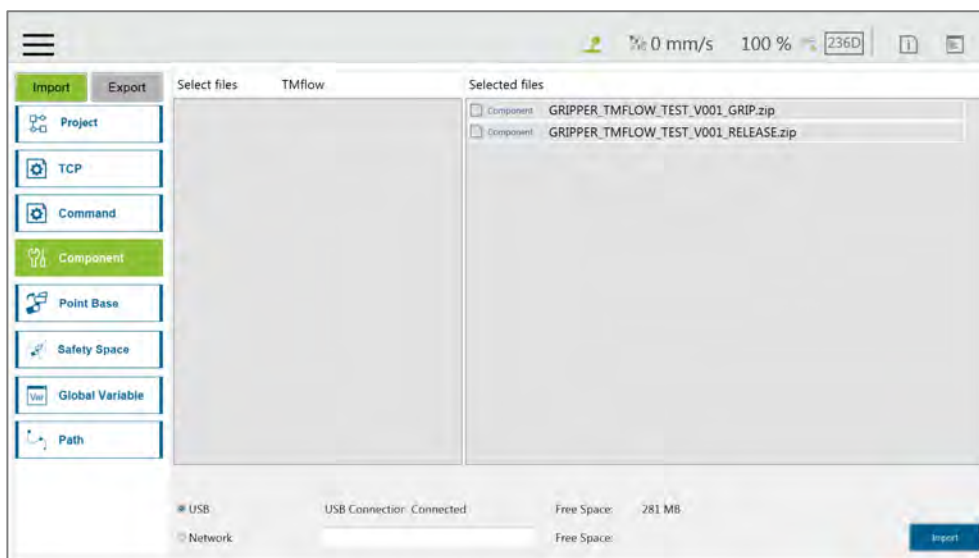 0 mm/s 100 % 236D
Import Export Select files TMflow Selected files
Project
TCP
Command
Component
Point Base
Safety Space
Var Global Variable
Path
Component GRIPPER_TMFLOW_TEST_V001_GRIP.zip
Component GRIPPER_TMFLOW_TEST_V001_RELEASE.zip
USB USB Connection Connected Free Space: 281 MB
Network Free Space:
Import